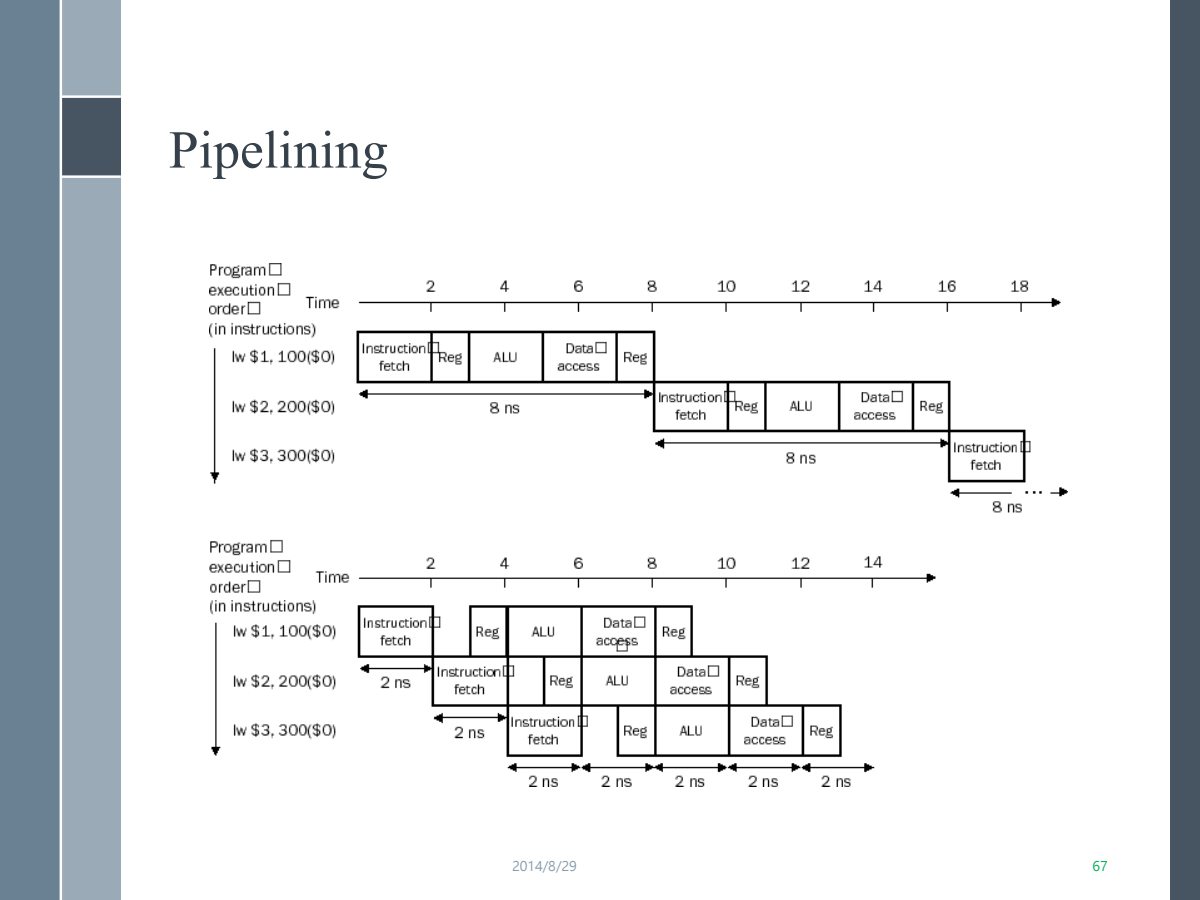 Pipelining
Program
execution
order
(in instructions)
Time
2 4 6 8 10 12 14 16 18
lw $1, 100($0)
Instruction
fetch
Reg
ALU
Data
access
Reg
8 ns
lw $2, 200($0)
Instruction
fetch
Reg
ALU
Data
access
Reg
8 ns
lw $3, 300($0)
Instruction
fetch
...
8 ns
Program
execution
order
(in instructions)
Time
2 4 6 8 10 12 14
lw $1, 100($0)
Instruction
fetch
Reg
ALU
Data
access
Reg
2 ns
lw $2, 200($0)
Instruction
fetch
Reg
ALU
Data
access
Reg
2 ns
lw $3, 300($0)
Instruction
fetch
Reg
ALU
Data
access
Reg
2 ns 2 ns 2 ns 2 ns 2 ns
2014/8/29
67